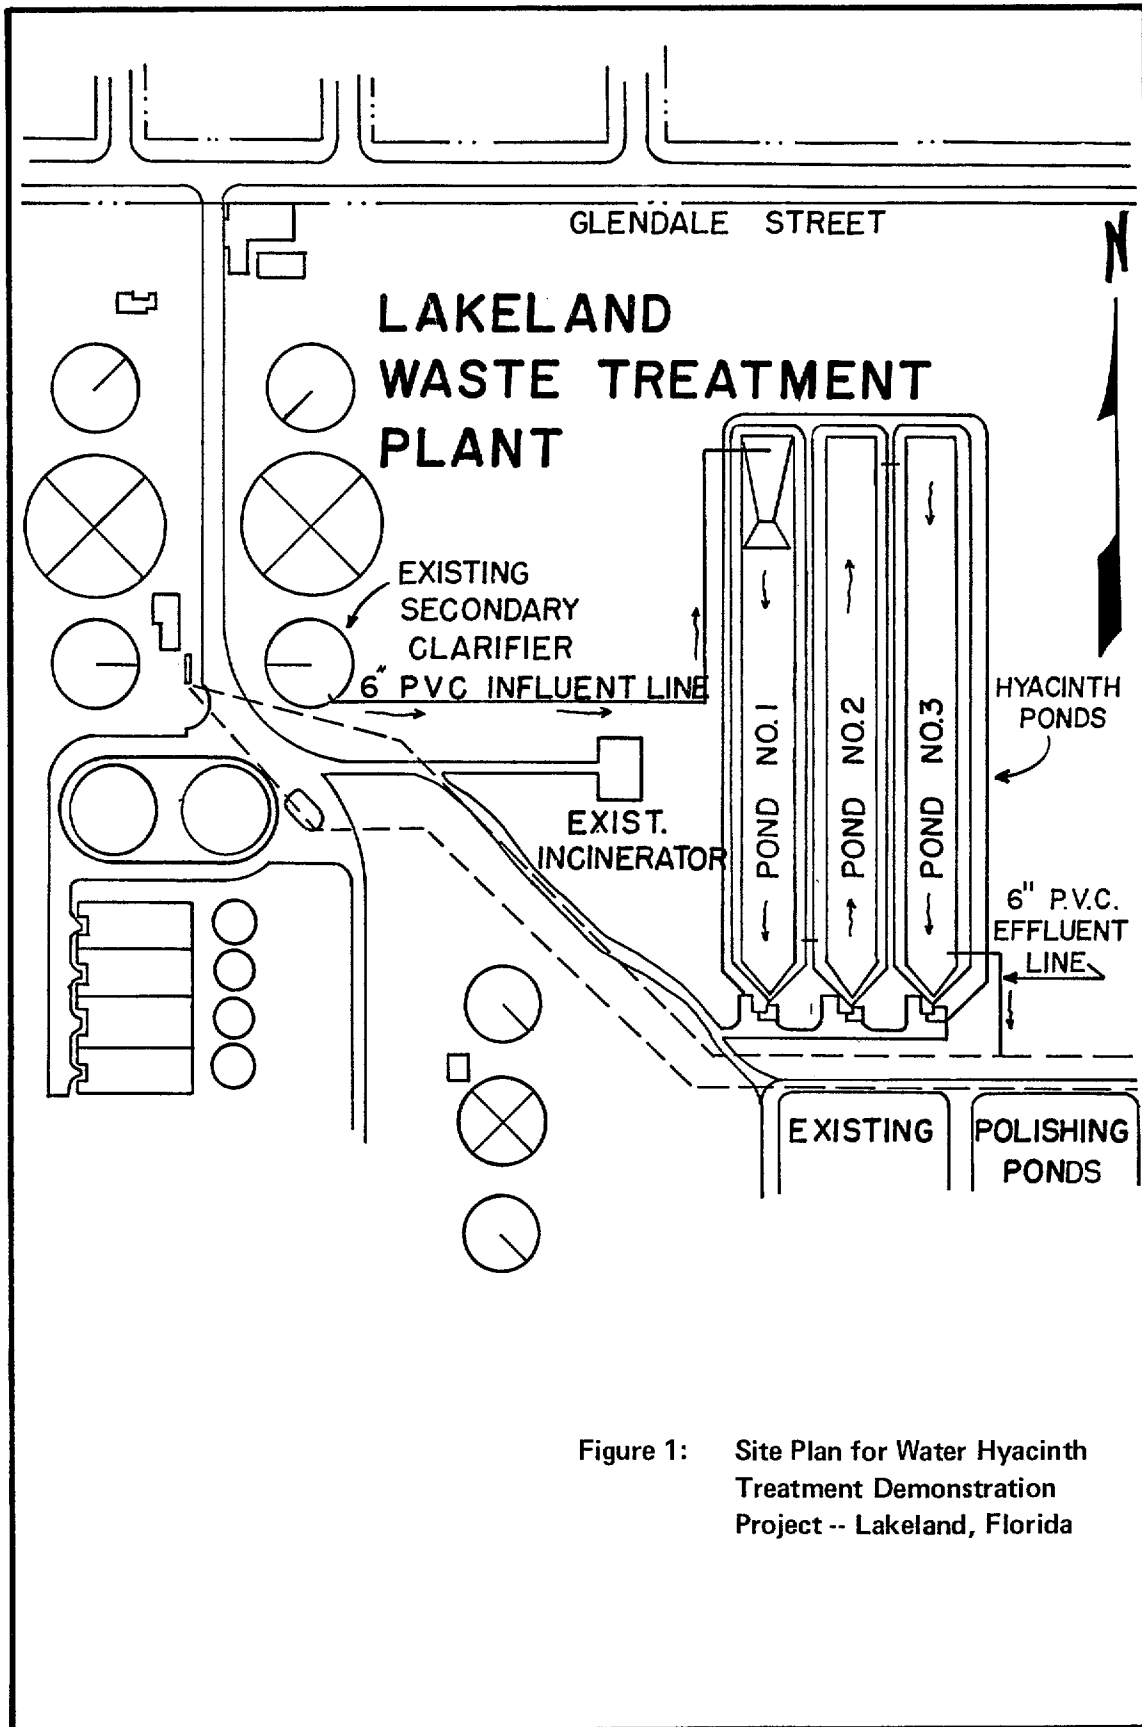 GLENDALE STREET
N
LAKELAND
WASTE TREATMENT
PLANT
EXISTING
SECONDARY
CLARIFIER
6" PVC INFLUENT LINE
HYACINTH
PONDS
POND NO.1
POND NO.2
POND NO.3
EXIST.
INCINERATOR
6" P.V.C.
EFFLUENT
LINE
EXISTING POLISHING
PONDS
Figure 1: Site Plan for Water Hyacinth
Treatment Demonstration
Project -- Lakeland, Florida